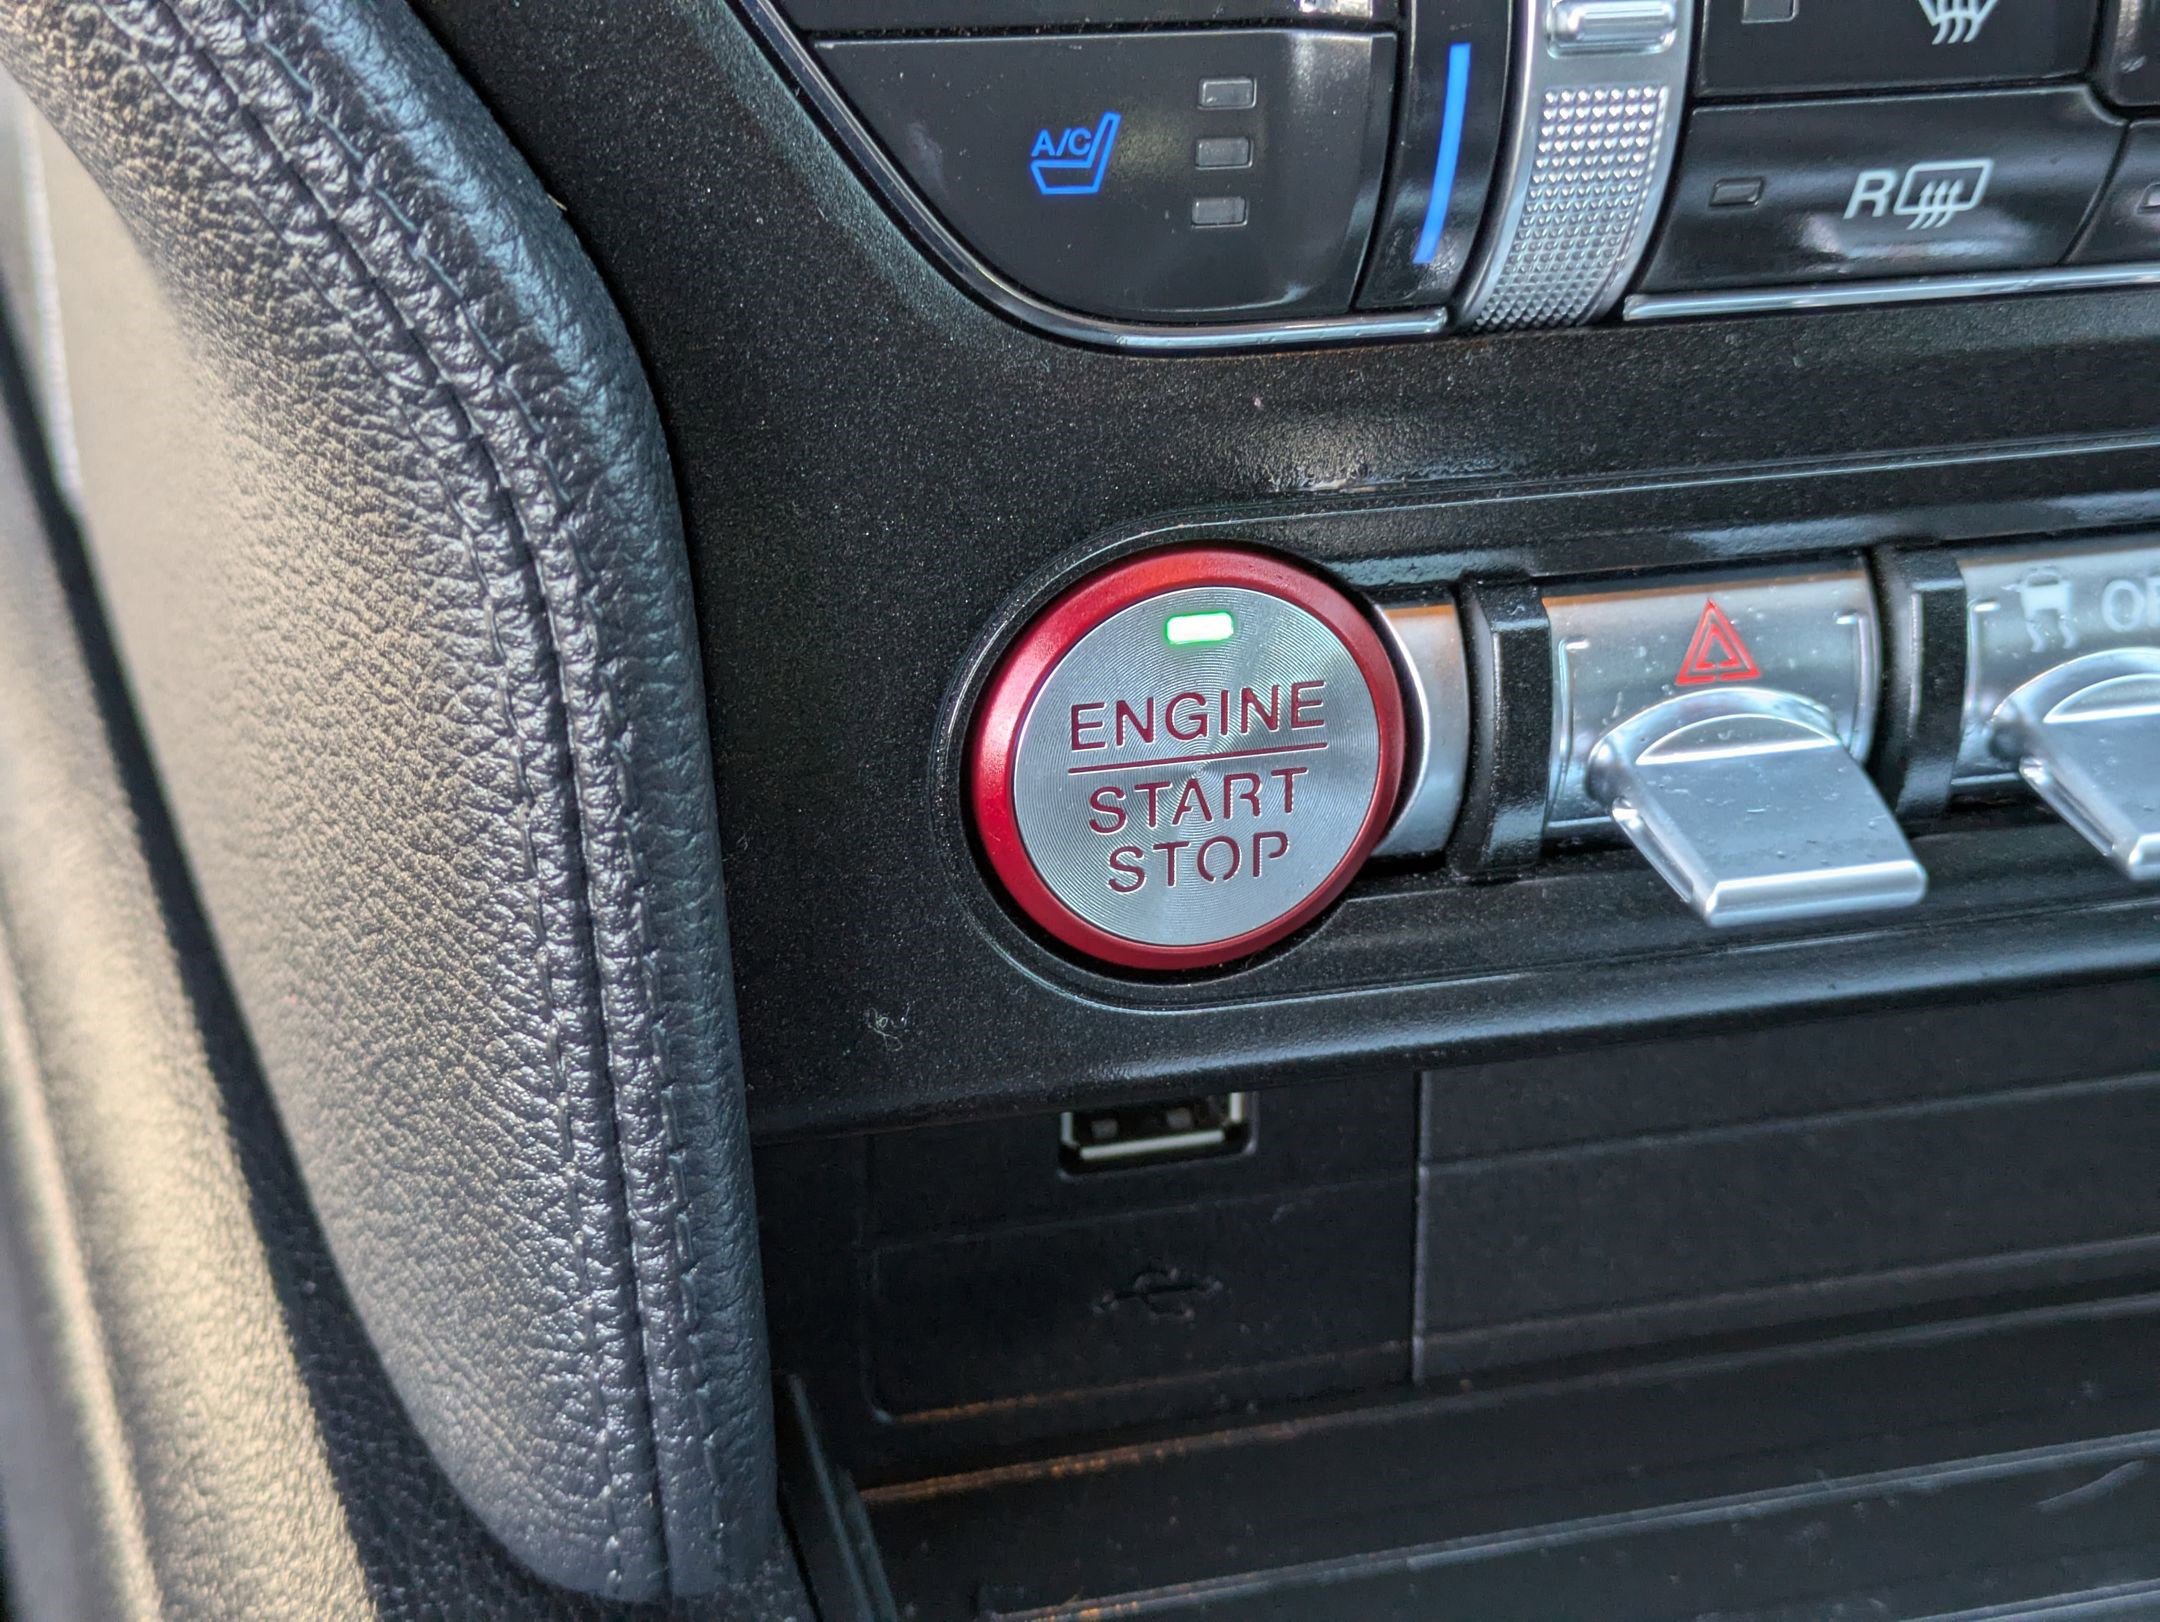 A/C
R
ENGINE
START
STOP